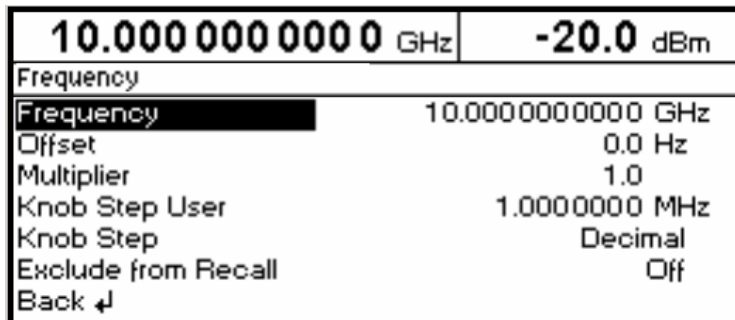 10.000 000 000 0 GHz -20.0 dBm
Frequency
Frequency 10.0000000000 GHz
Offset 0.0 Hz
Multiplier 1.0
Knob Step User 1.0000000 MHz
Knob Step Decimal
Exclude from Recall Off
Back ↲